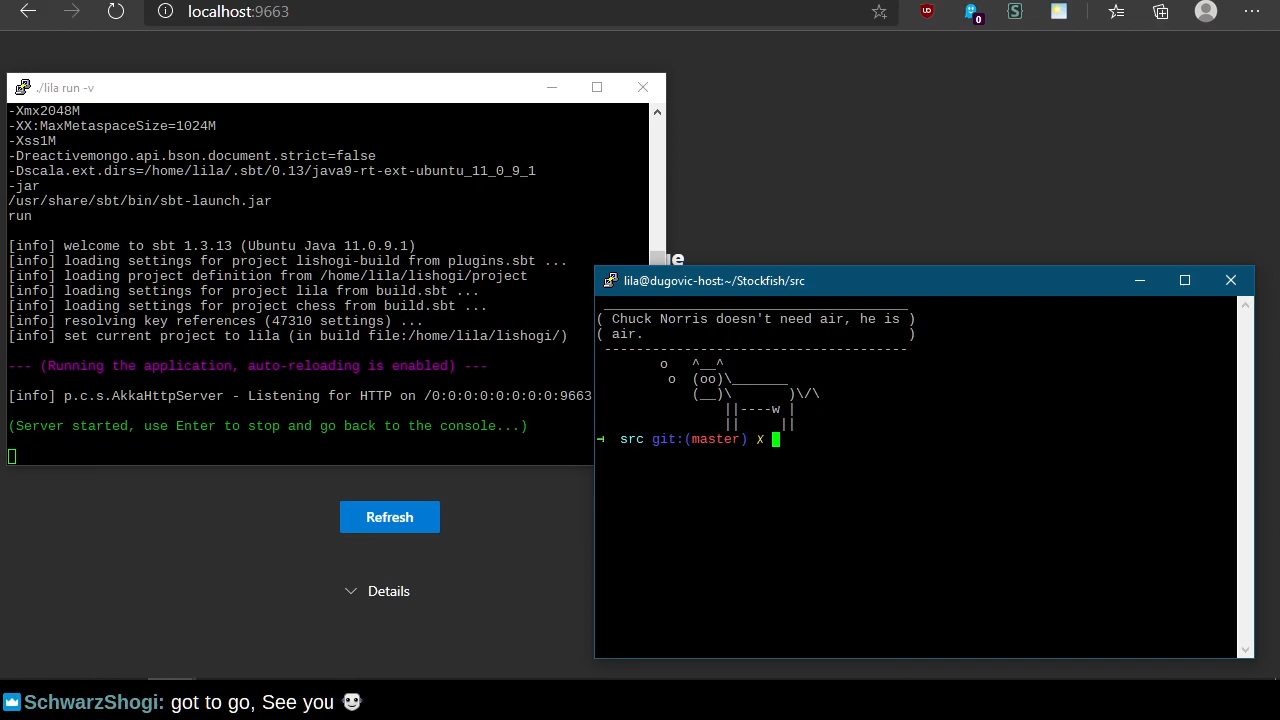 localhost:9663
0
./lila run -v
-Xmx2048M
-XX:MaxMetaspaceSize=1024M
-Xss1M
-Dreactivemongo.api.bson.document.strict=false
-Dscala.ext.dirs=/home/lila/.sbt/0.13/java9-rt-ext-ubuntu_11_0_9_1
-jar
/usr/share/sbt/bin/sbt-launch.jar
run
[info] welcome to sbt 1.3.13 (Ubuntu Java 11.0.9.1)
[info] loading settings for project lishogi-build from plugins.sbt ...
[info] loading project definition from /home/lila/lishogi/project
[info] loading settings for project lila from build.sbt ...
[info] loading settings for project chess from build.sbt ...
[info] resolving key references (47310 settings) ...
[info] set current project to lila (in build file:/home/lila/lishogi/)
--- (Running the application, auto-reloading is enabled) ---
[info] p.c.s.AkkaHttpServer - Listening for HTTP on /0:0:0:0:0:0:0:0:9663
(Server started, use Enter to stop and go back to the console...)
lila@dugovic-host:~/Stockfish/src
 ______________________________________
( Chuck Norris doesn't need air, he is )
( air.                                 )
 --------------------------------------
        o   ^__^
         o  (oo)\_______
            (__)\       )\/\
                ||----w |
                ||     ||
→ src git:(master) ✗
Refresh
Details
SchwarzShogi: got to go, See you